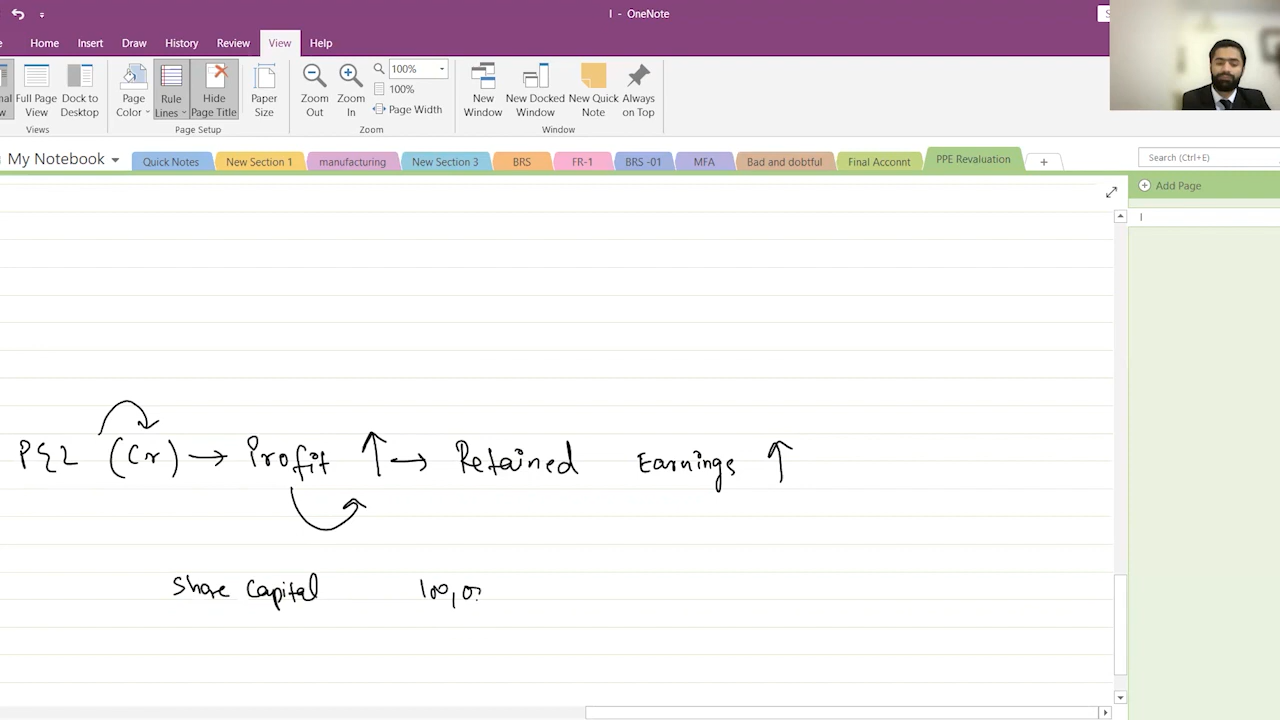 I - OneNote
Home Insert Draw History Review View Help
Full Page View
Dock to Desktop
Page Color
Rule Lines
Hide Page Title
Paper Size
Zoom Out
Zoom In
100%
100%
Page Width
New Window
New Docked Window
New Quick Note
Always on Top
Views Page Setup Zoom Window
My Notebook Quick Notes New Section 1 manufacturing New Section 3 BRS FR-1 BRS -01 MFA Bad and dobtful Final Acconnt PPE Revaluation + Search (Ctrl+E)
Add Page
I
P&L (Cr) → Profit ↑ → Retained Earnings ↑
Share Capital 100,0